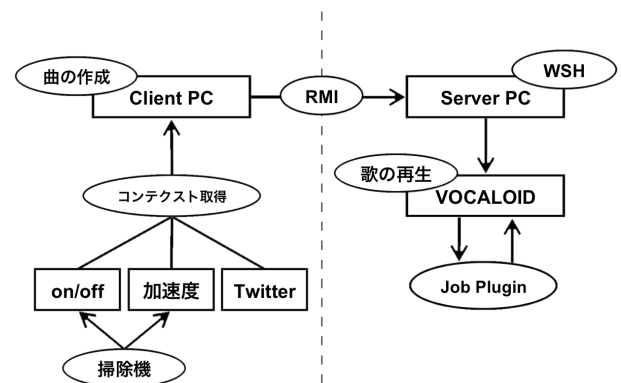 曲の作成
Client PC
RMI
Server PC
WSH
コンテクスト取得
歌の再生
VOCALOID
on/off
加速度
Twitter
Job Plugin
掃除機